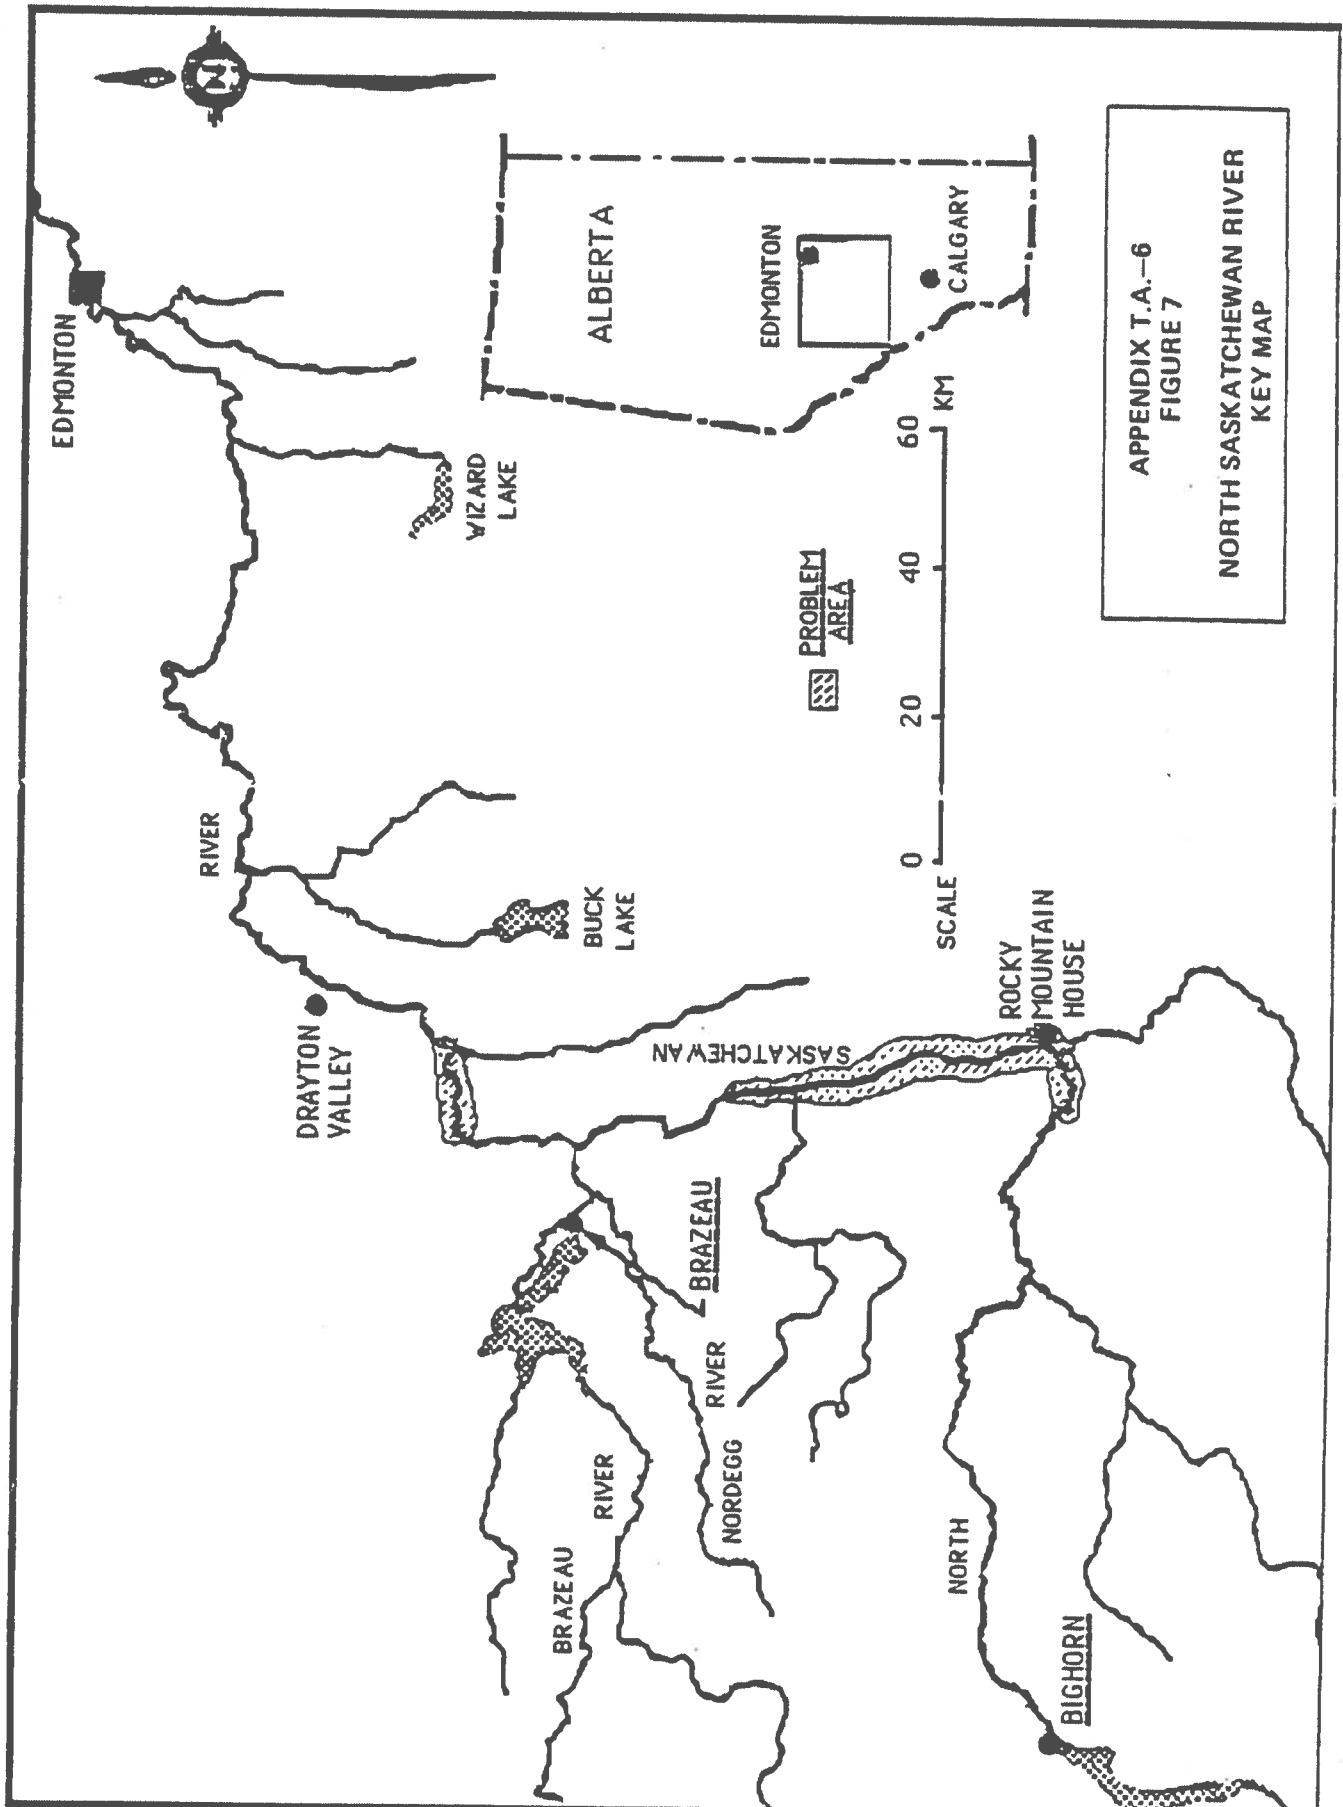 N
EDMONTON
ALBERTA
EDMONTON
CALGARY
WIZARD
LAKE
RIVER
DRAYTON
VALLEY
BUCK
LAKE
PROBLEM
AREA
SCALE
0 20 40 60 KM
SASKATCHEWAN
ROCKY
MOUNTAIN
HOUSE
BRAZEAU
RIVER
NORDEGG
BRAZEAU
RIVER
NORTH
BIGHORN
APPENDIX T.A.–6
FIGURE 7
NORTH SASKATCHEWAN RIVER
KEY MAP